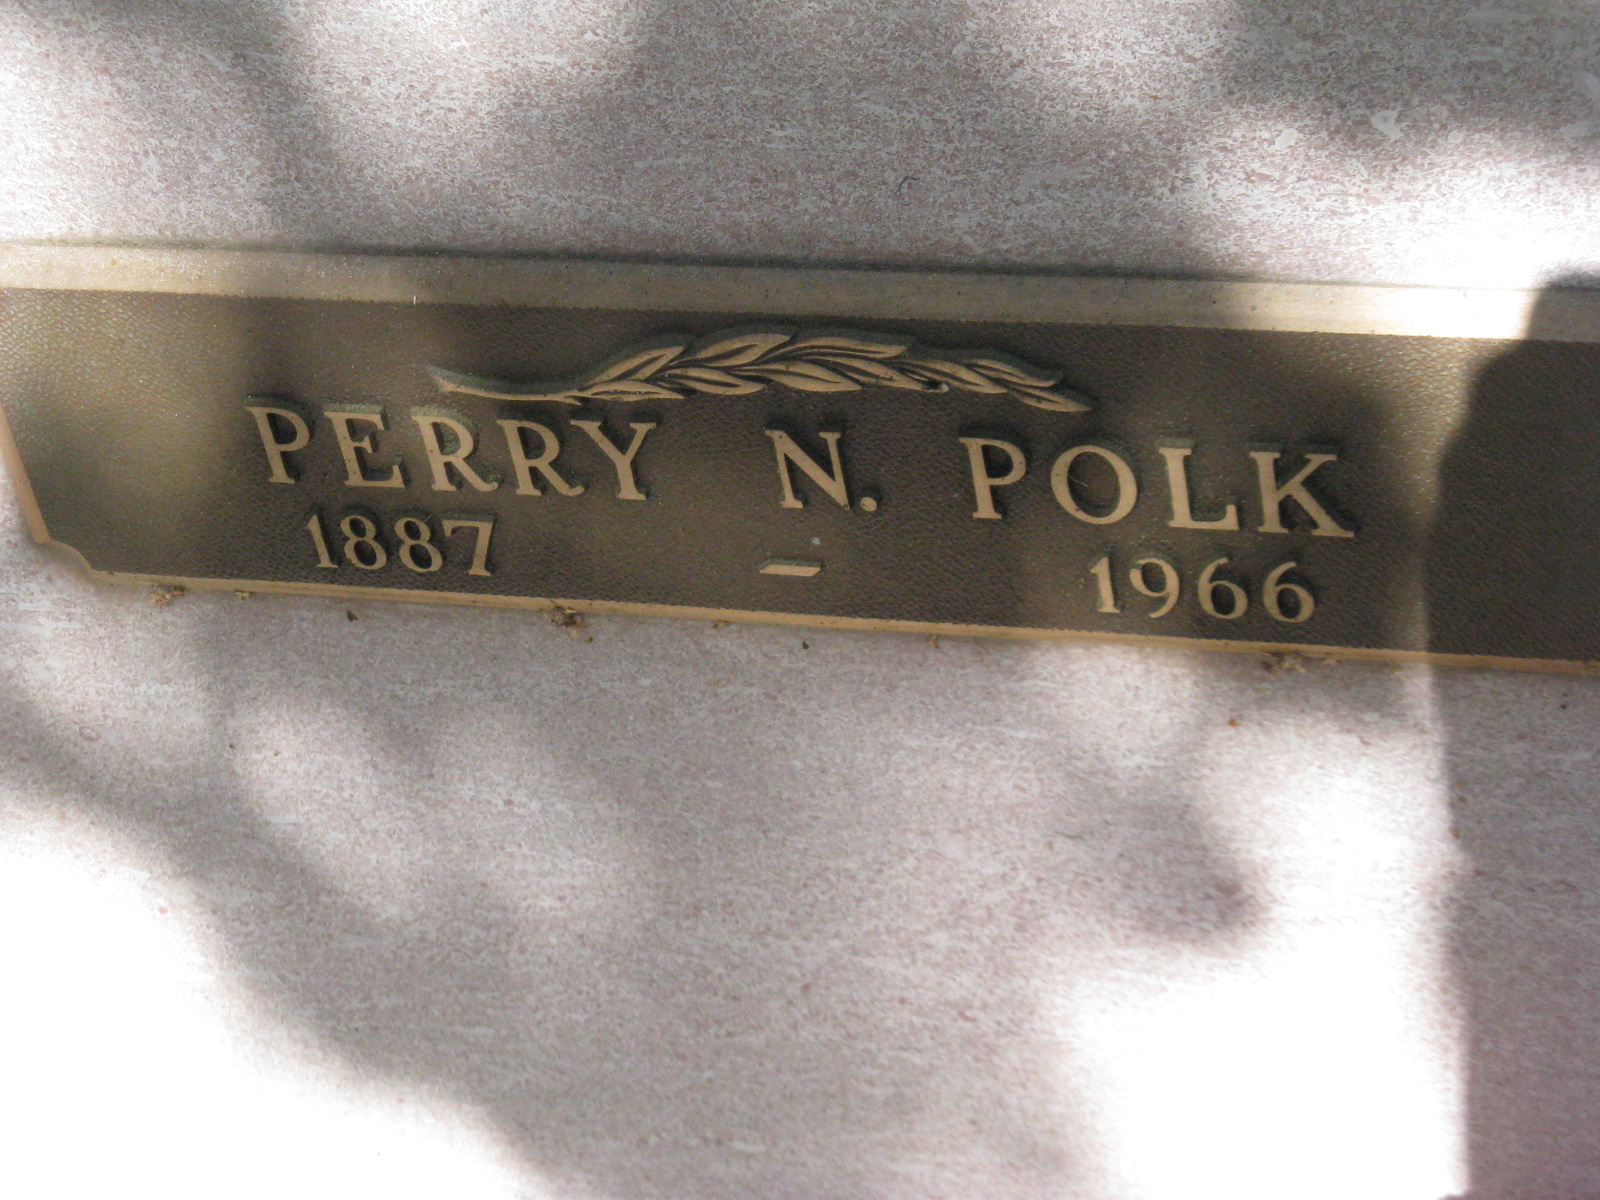 PERRY N. POLK
1887 – 1966